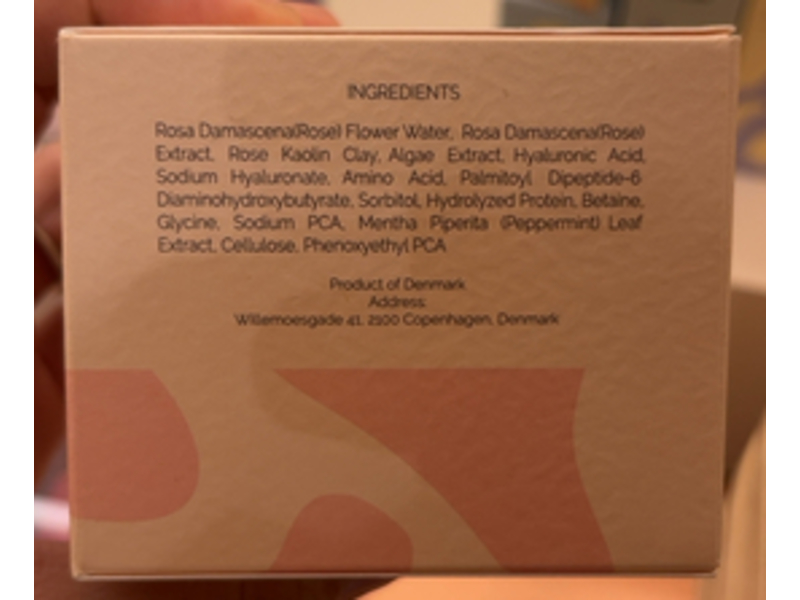 INGREDIENTS
Rosa Damascena(Rose) Flower Water, Rosa Damascena(Rose)
Extract, Rose Kaolin Clay, Algae Extract, Hyaluronic Acid,
Sodium Hyaluronate, Amino Acid, Palmitoyl Dipeptide-6
Diaminohydroxybutyrate, Sorbitol, Hydrolyzed Protein, Betaine,
Glycine, Sodium PCA, Mentha Piperita (Peppermint) Leaf
Extract, Cellulose, Phenoxyethyl PCA
Product of Denmark
Address:
Willemoesgade 41, 2100 Copenhagen, Denmark